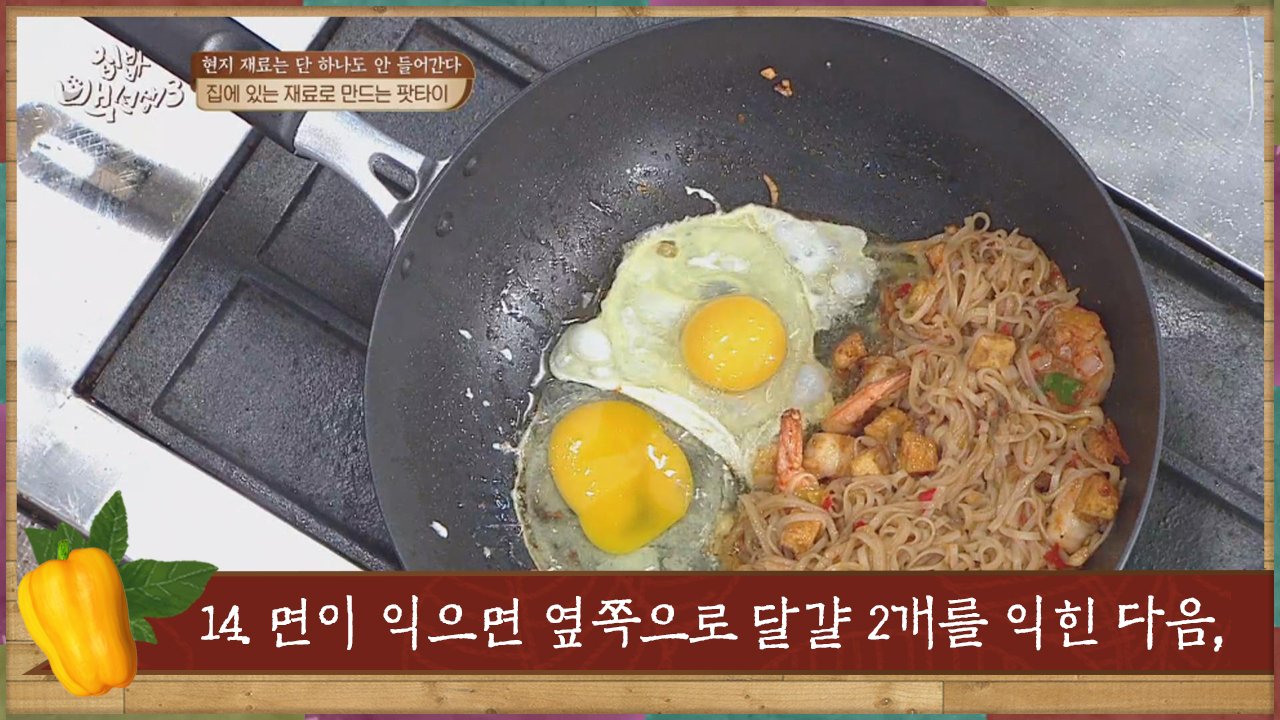 집밥
백선생3
현지 재료는 단 하나도 안 들어간다
집에 있는 재료로 만드는 팟타이
14. 면이 익으면 옆쪽으로 달걀 2개를 익힌 다음,